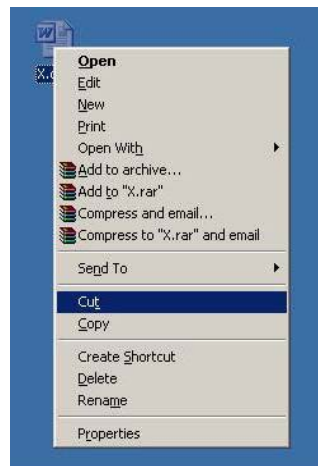 X.
Open
Edit
New
Print
Open With
Add to archive...
Add to "X.rar"
Compress and email...
Compress to "X.rar" and email
Send To
Cut
Copy
Create Shortcut
Delete
Rename
Properties